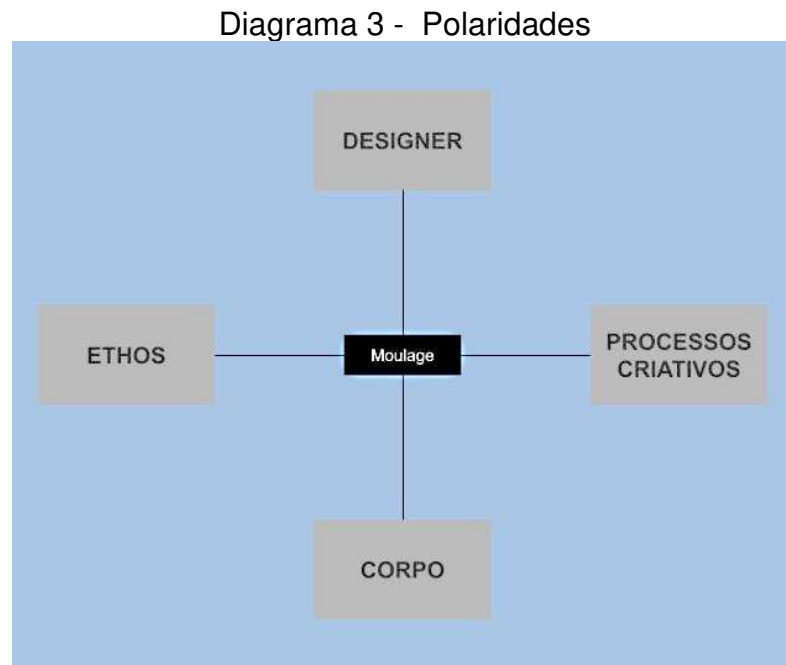 Diagrama 3 - Polaridades
DESIGNER
ETHOS
Moulage
PROCESSOS
CRIATIVOS
CORPO